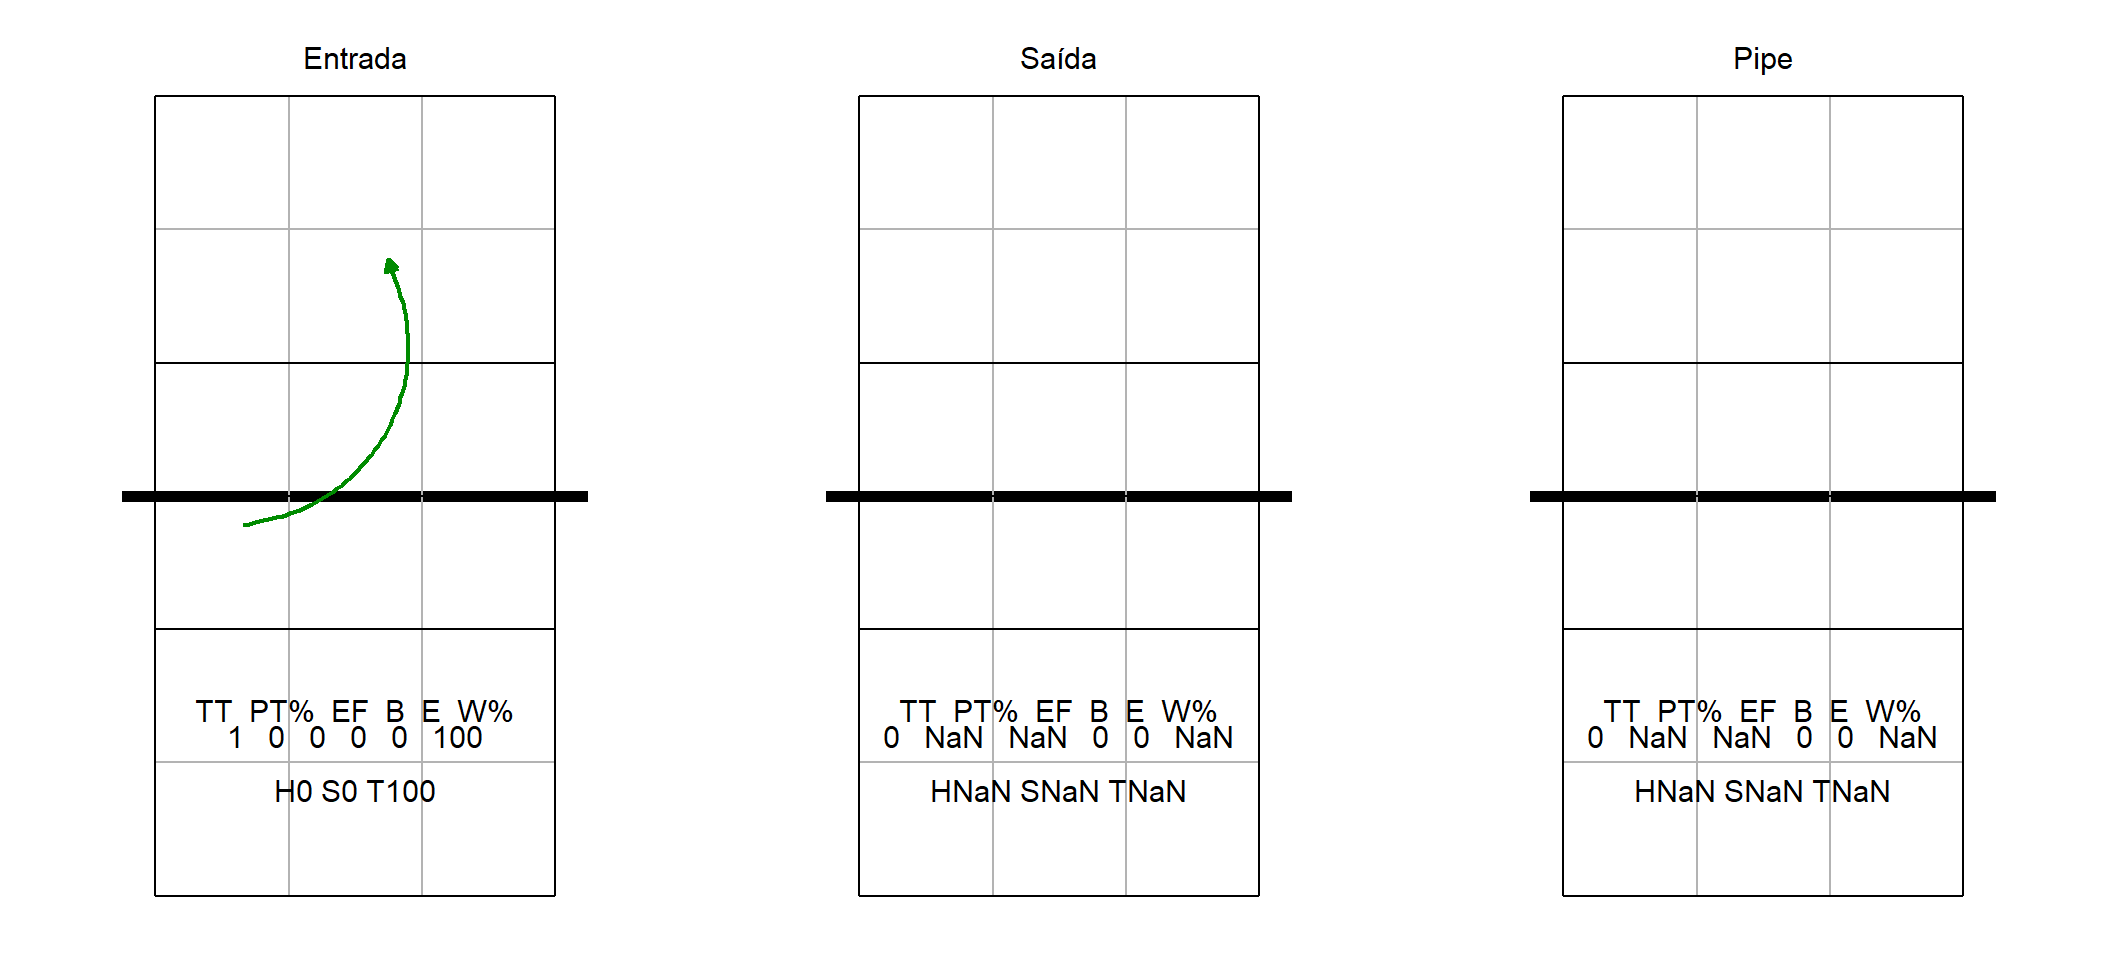 Entrada
TT PT% EF B E W%
1 0 0 0 0 100
H0 S0 T100
Saída
TT PT% EF B E W%
0 NaN NaN 0 0 NaN
HNaN SNaN TNaN
Pipe
TT PT% EF B E W%
0 NaN NaN 0 0 NaN
HNaN SNaN TNaN